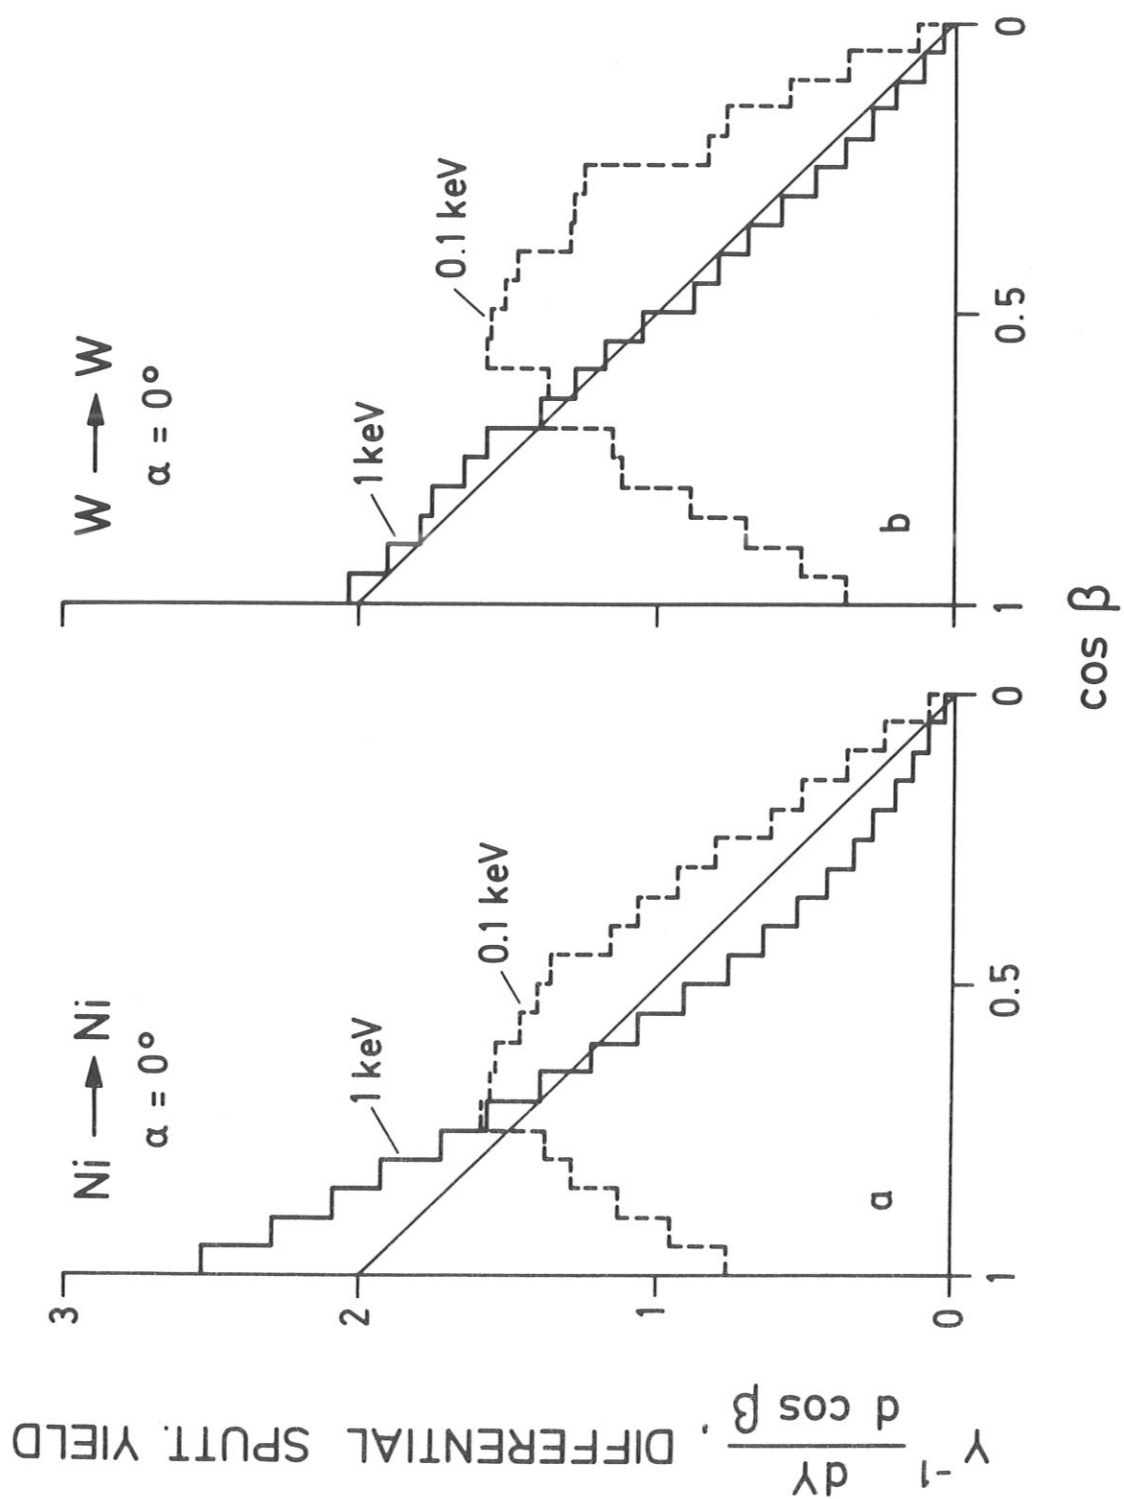 Y⁻¹ dY / d cos β , DIFFERENTIAL SPUTT. YIELD
3
2
1
0
Ni → Ni
α = 0°
1 keV
0.1 keV
a
1
0.5
0
W → W
α = 0°
1 keV
0.1 keV
b
1
0.5
0
cos β